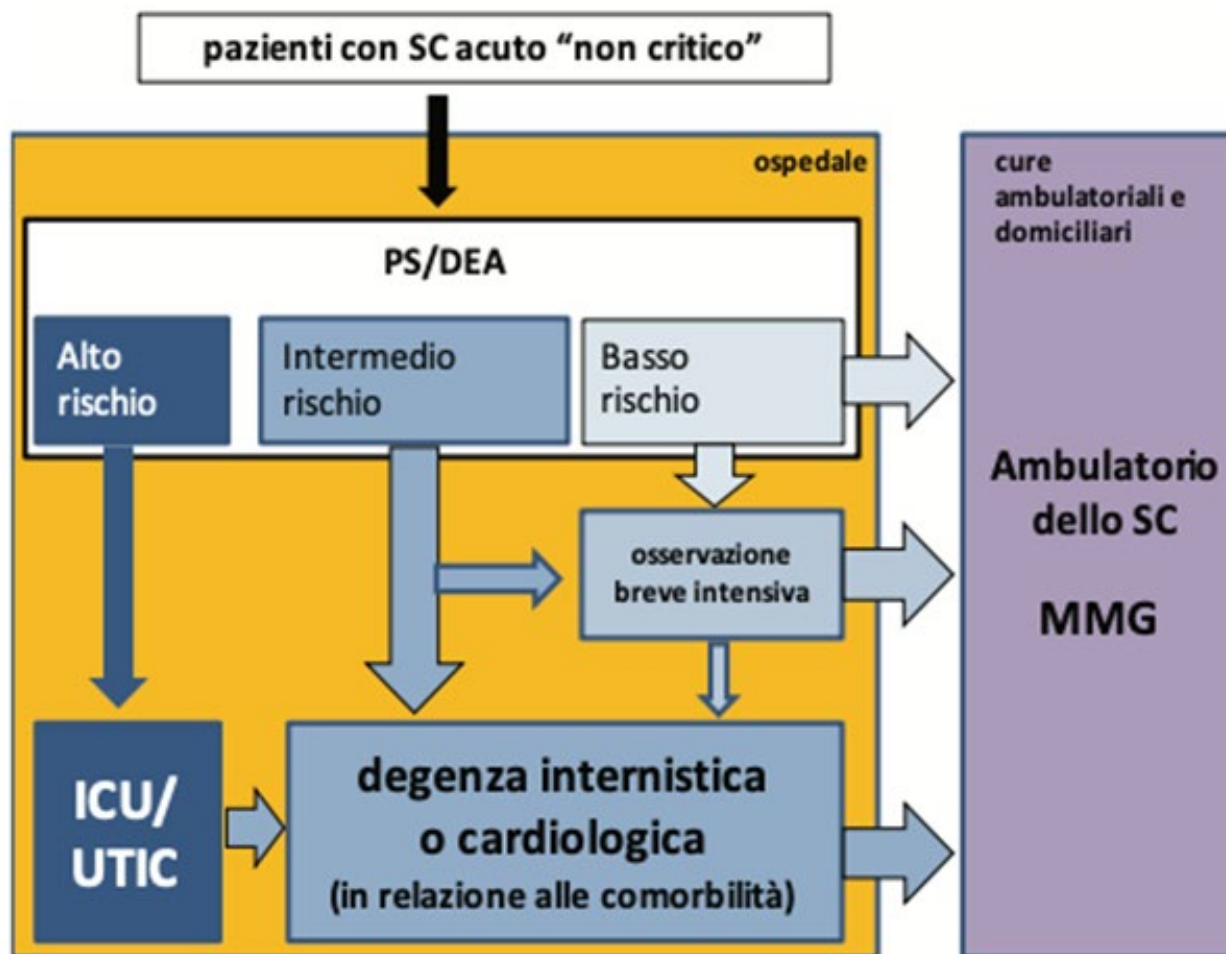 pazienti con SC acuto “non critico”
ospedale
cure
ambulatoriali e
domiciliari
PS/DEA
Alto
rischio
Intermedio
rischio
Basso
rischio
osservazione
breve intensiva
Ambulatorio
dello SC
MMG
ICU/
UTIC
degenza internistica
o cardiologica
(in relazione alle comorbilità)